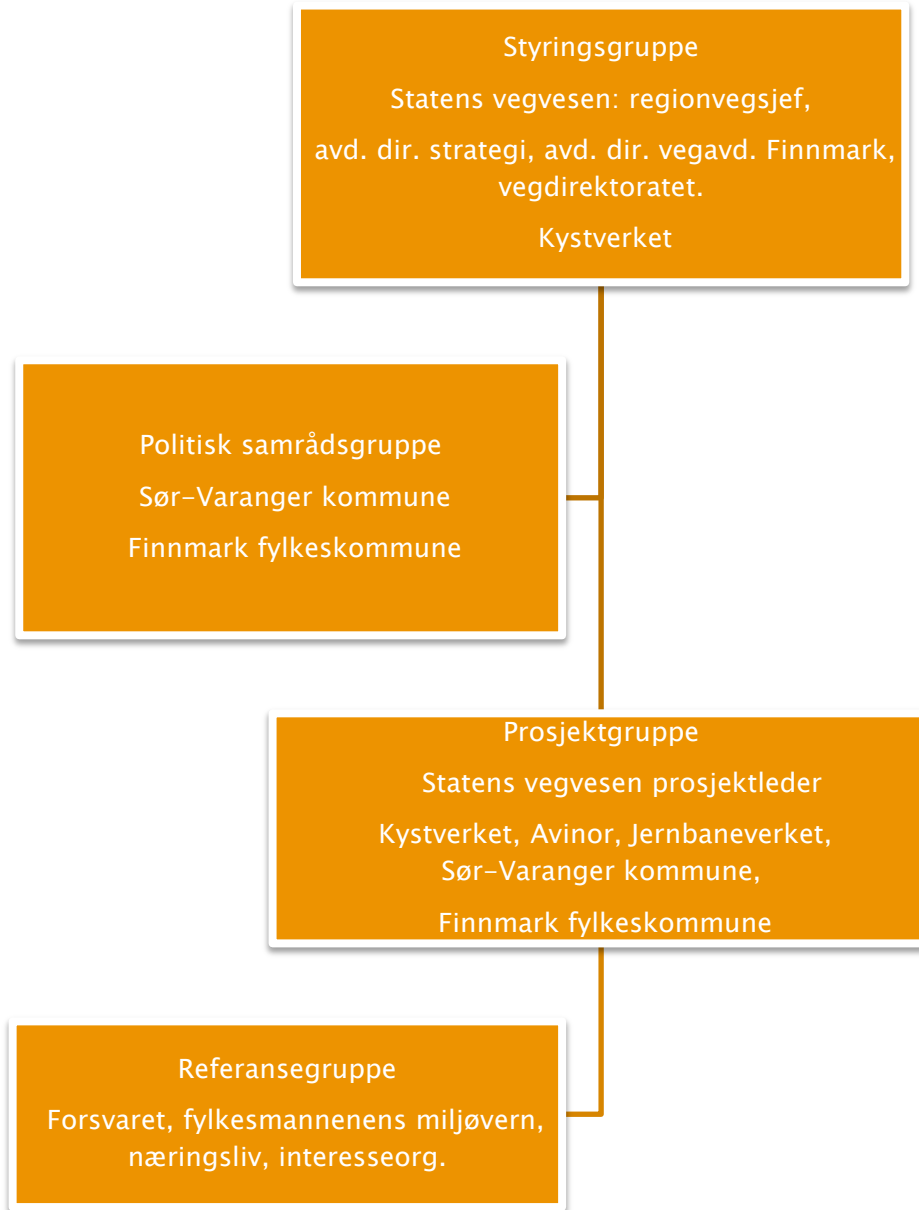 Styringsgruppe
Statens vegvesen: regionvegsjef,
avd. dir. strategi, avd. dir. vegavd. Finnmark,
vegdirektoratet.
Kystverket
Politisk samrådsgruppe
Sør-Varanger kommune
Finnmark fylkeskommune
Prosjektgruppe
Statens vegvesen prosjektleder
Kystverket, Avinor, Jernbaneverket,
Sør-Varanger kommune,
Finnmark fylkeskommune
Referansegruppe
Forsvaret, fylkesmannenens miljøvern,
næringsliv, interesseorg.